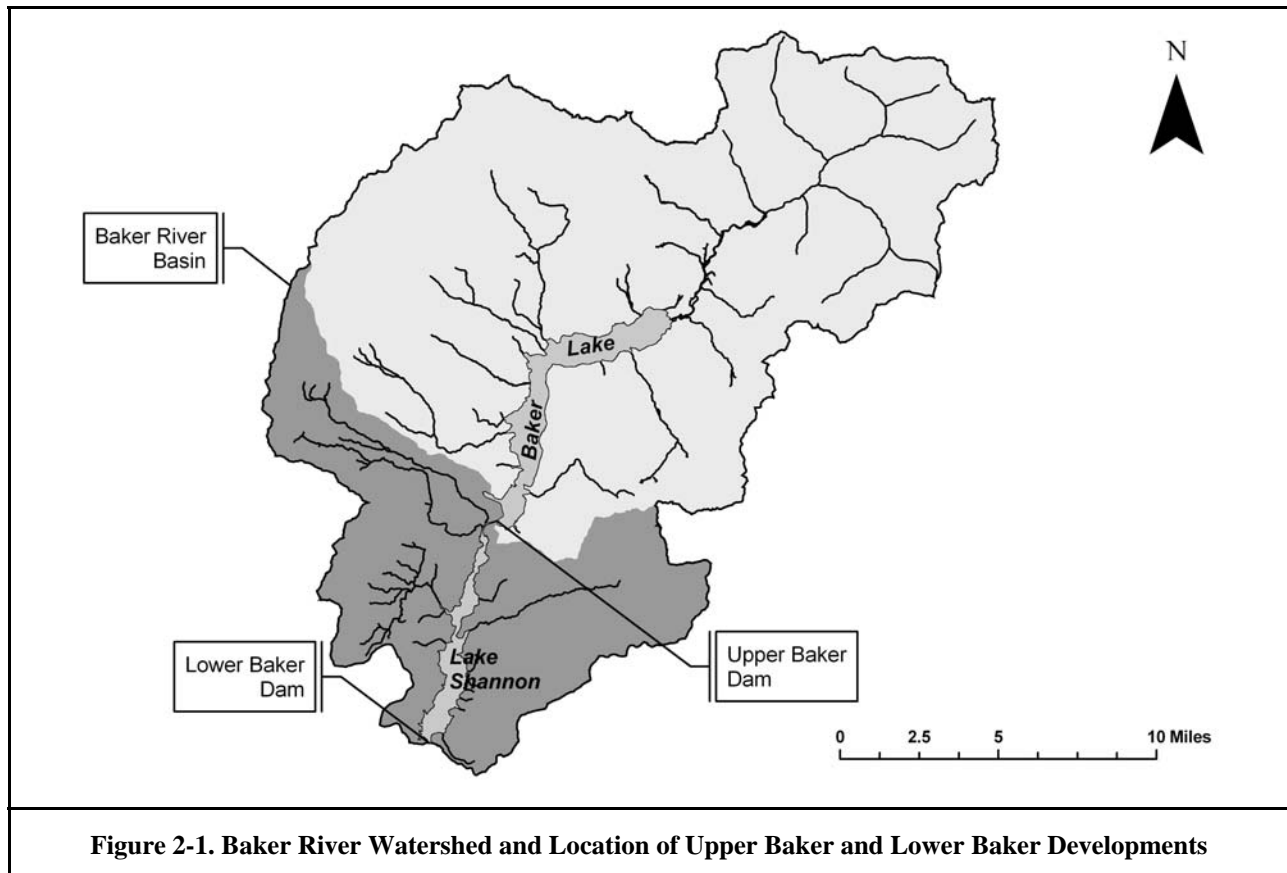 N
Baker River
Basin
Lake
Baker
Lower Baker
Dam
Lake
Shannon
Upper Baker
Dam
0 2.5 5 10 Miles
Figure 2-1. Baker River Watershed and Location of Upper Baker and Lower Baker Developments